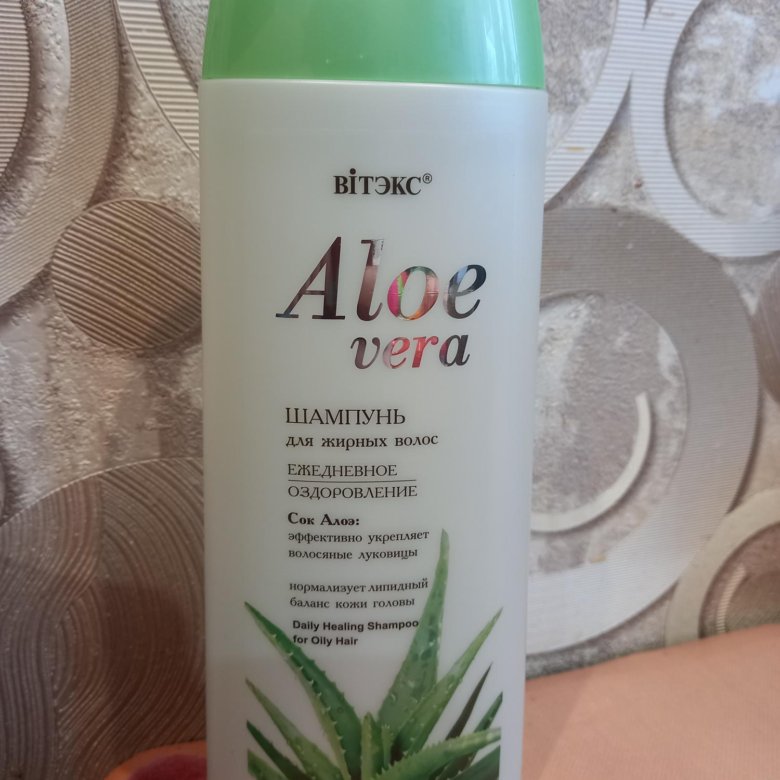 ВІТЭКС®
Aloe
vera
ШАМПУНЬ
для жирных волос
ЕЖЕДНЕВНОЕ
ОЗДОРОВЛЕНИЕ
Сок Алоэ:
эффективно укрепляет
волосяные луковицы
нормализует липидный
баланс кожи головы
Daily Healing Shampoo
for Oily Hair